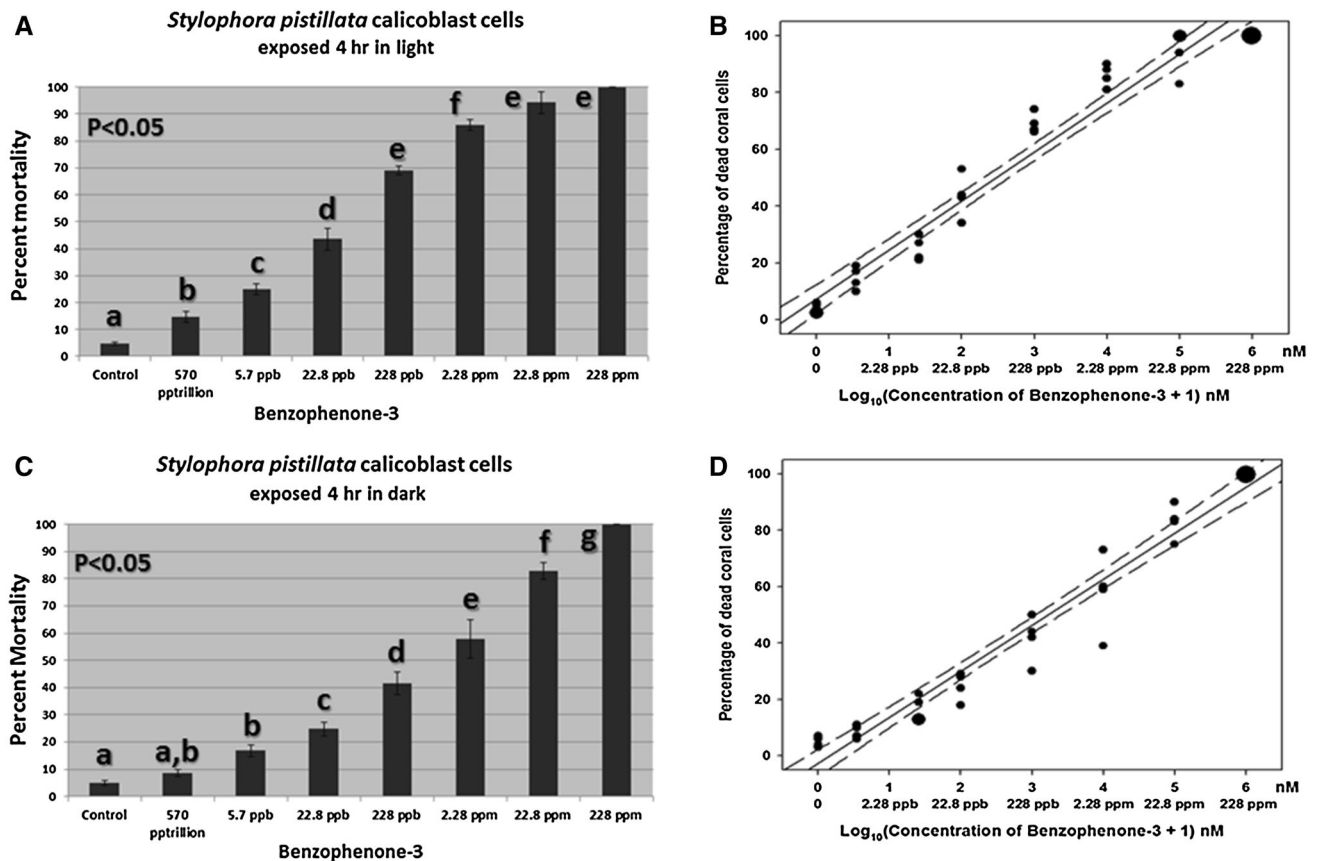 A
Stylophora pistillata calicoblast cells
exposed 4 hr in light
Percent mortality
100
90
80
70
60
50
40
30
20
10
0
P<0.05
a
b
c
d
e
f
e
e
Control
570 pptrillion
5.7 ppb
22.8 ppb
228 ppb
2.28 ppm
22.8 ppm
228 ppm
Benzophenone-3
B
Percentage of dead coral cells
100
80
60
40
20
0
0 1 2 3 4 5 6 nM
0 2.28 ppb 22.8 ppb 228 ppb 2.28 ppm 22.8 ppm 228 ppm
Log10(Concentration of Benzophenone-3 + 1) nM
C
Stylophora pistillata calicoblast cells
exposed 4 hr in dark
Percent Mortality
100
90
80
70
60
50
40
30
20
10
0
P<0.05
a
a,b
b
c
d
e
f
g
Control
570 pptrillion
5.7 ppb
22.8 ppb
228 ppb
2.28 ppm
22.8 ppm
228 ppm
Benzophenone-3
D
Percentage of dead coral cells
100
80
60
40
20
0
0 1 2 3 4 5 6 nM
0 2.28 ppb 22.8 ppb 228 ppb 2.28 ppm 22.8 ppm 228 ppm
Log10(Concentration of Benzophenone-3 + 1) nM